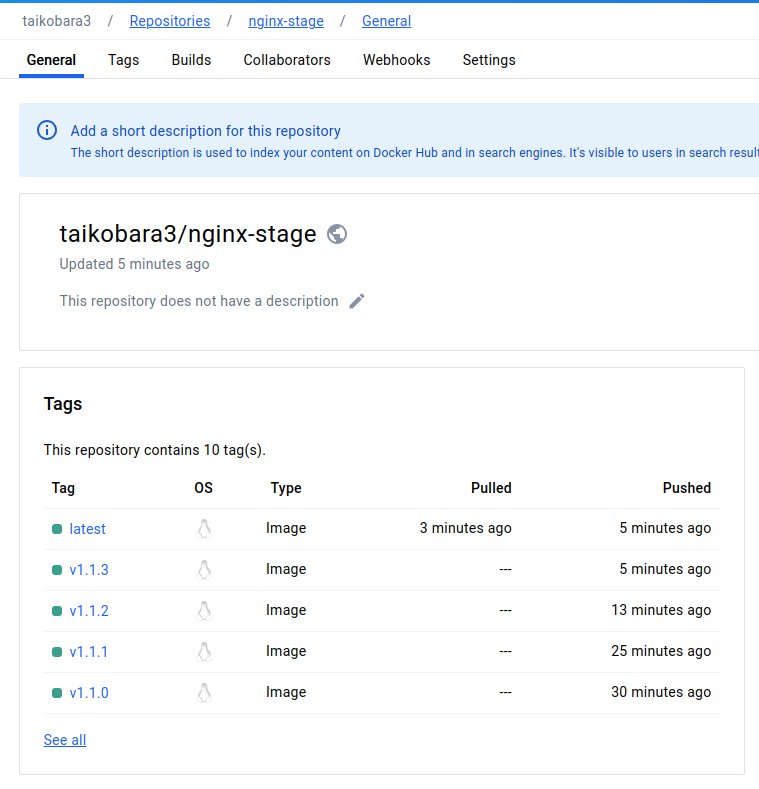 taikobara3 / Repositories / nginx-stage / General
General Tags Builds Collaborators Webhooks Settings
Add a short description for this repository
The short description is used to index your content on Docker Hub and in search engines. It's visible to users in search result
taikobara3/nginx-stage
Updated 5 minutes ago
This repository does not have a description
Tags
This repository contains 10 tag(s).
Tag OS Type Pulled Pushed
latest Image 3 minutes ago 5 minutes ago
v1.1.3 Image --- 5 minutes ago
v1.1.2 Image --- 13 minutes ago
v1.1.1 Image --- 25 minutes ago
v1.1.0 Image --- 30 minutes ago
See all